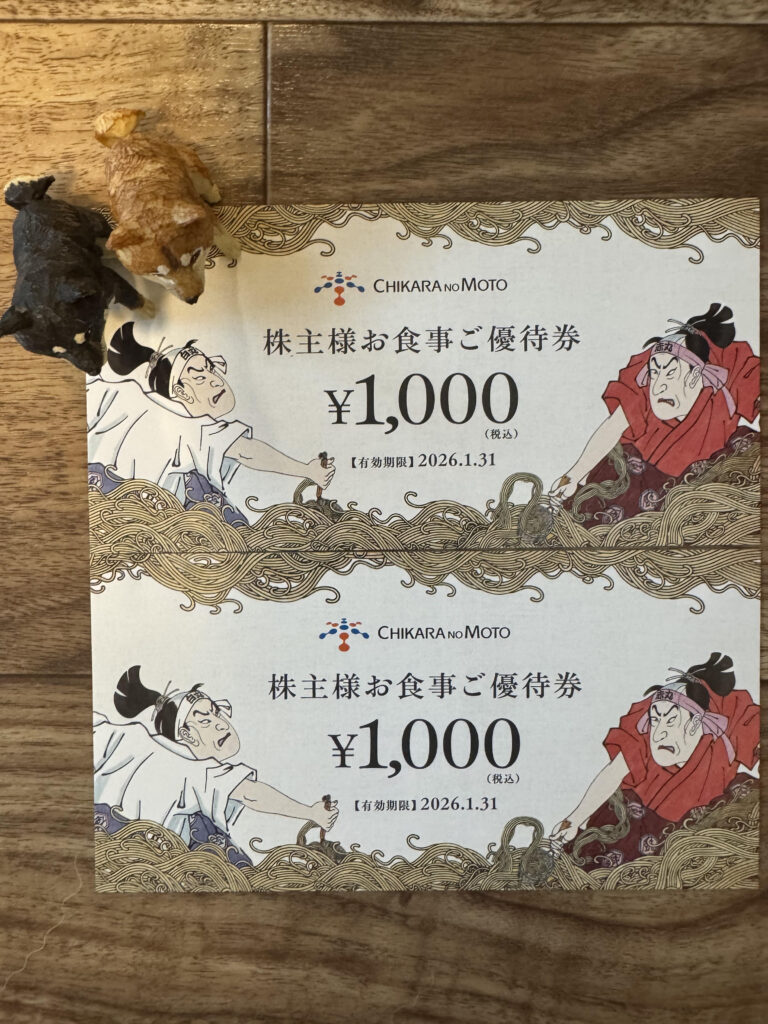 CHIKARA NO MOTO
株主様お食事ご優待券
¥1,000
(税込)
【有効期限】2026.1.31
CHIKARA NO MOTO
株主様お食事ご優待券
¥1,000
(税込)
【有効期限】2026.1.31